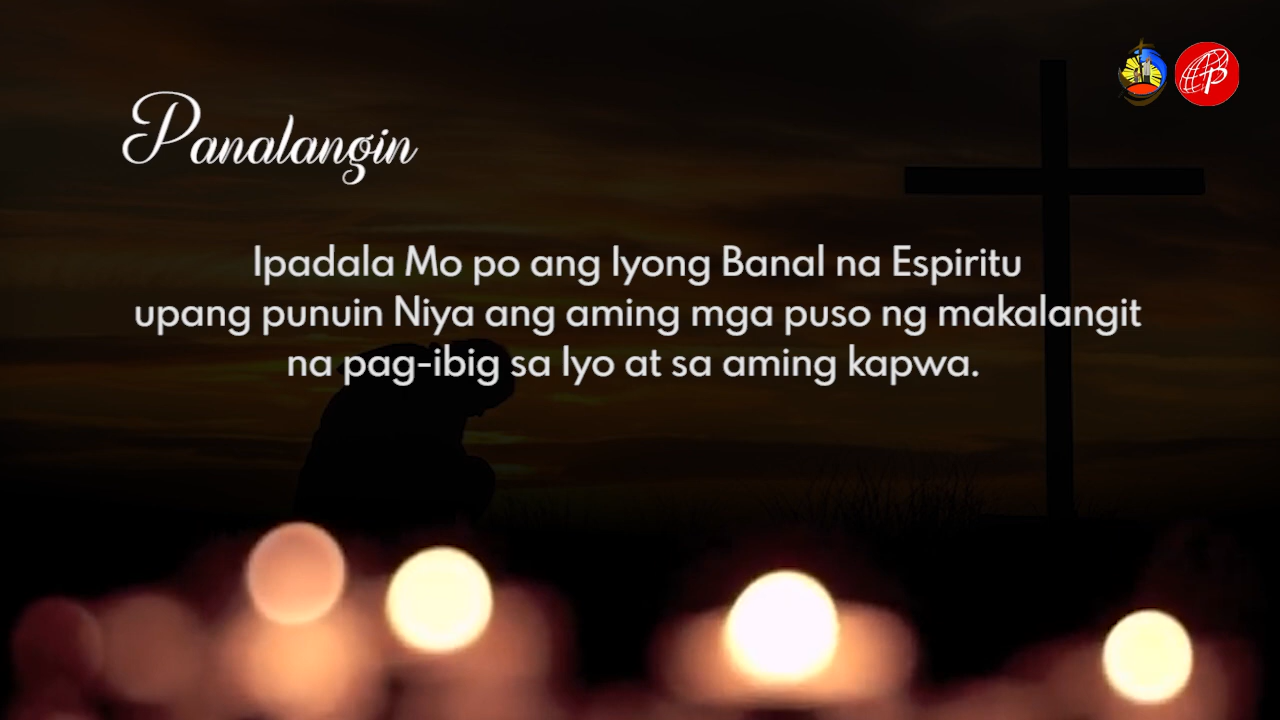 Panalangin
Ipadala Mo po ang Iyong Banal na Espiritu
upang punuin Niya ang aming mga puso ng makalangit
na pag-ibig sa Iyo at sa aming kapwa.